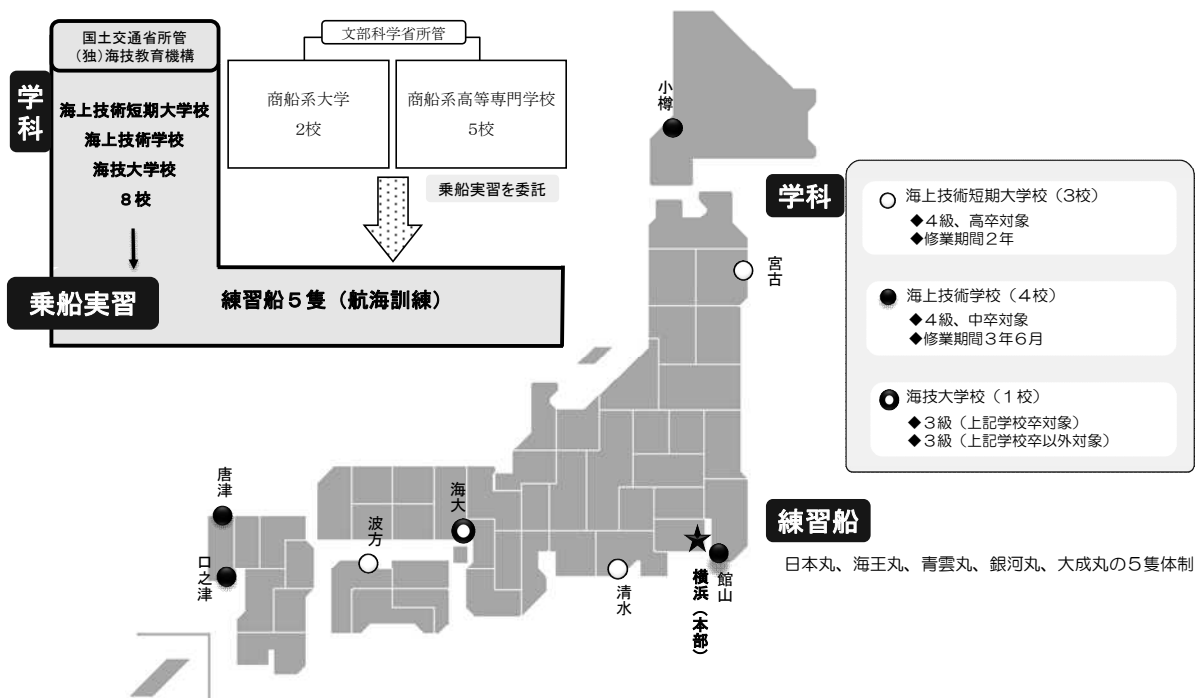 国土交通省所管
(独)海技教育機構
文部科学省所管
学科
海上技術短期大学校
海上技術学校
海技大学校
8校
商船系大学
2校
商船系高等専門学校
5校
乗船実習を委託
乗船実習
練習船5隻（航海訓練）
小樽
宮古
唐津
口之津
波方
海大
清水
横浜（本部）
館山
学科
海上技術短期大学校（3校）
◆4級、高卒対象
◆修業期間2年
海上技術学校（4校）
◆4級、中卒対象
◆修業期間3年6月
海技大学校（1校）
◆3級（上記学校卒対象）
◆3級（上記学校卒以外対象）
練習船
日本丸、海王丸、青雲丸、銀河丸、大成丸の5隻体制